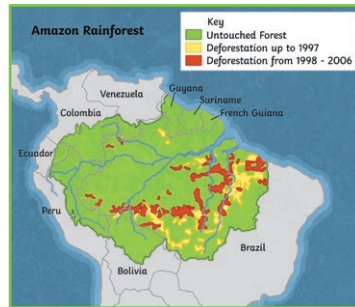 Amazon Rainforest
Key
Untouched Forest
Deforestation up to 1997
Deforestation from 1998 - 2006
Guyana
Suriname
French Guiana
Venezuela
Colombia
Ecuador
Peru
Brazil
Bolivia